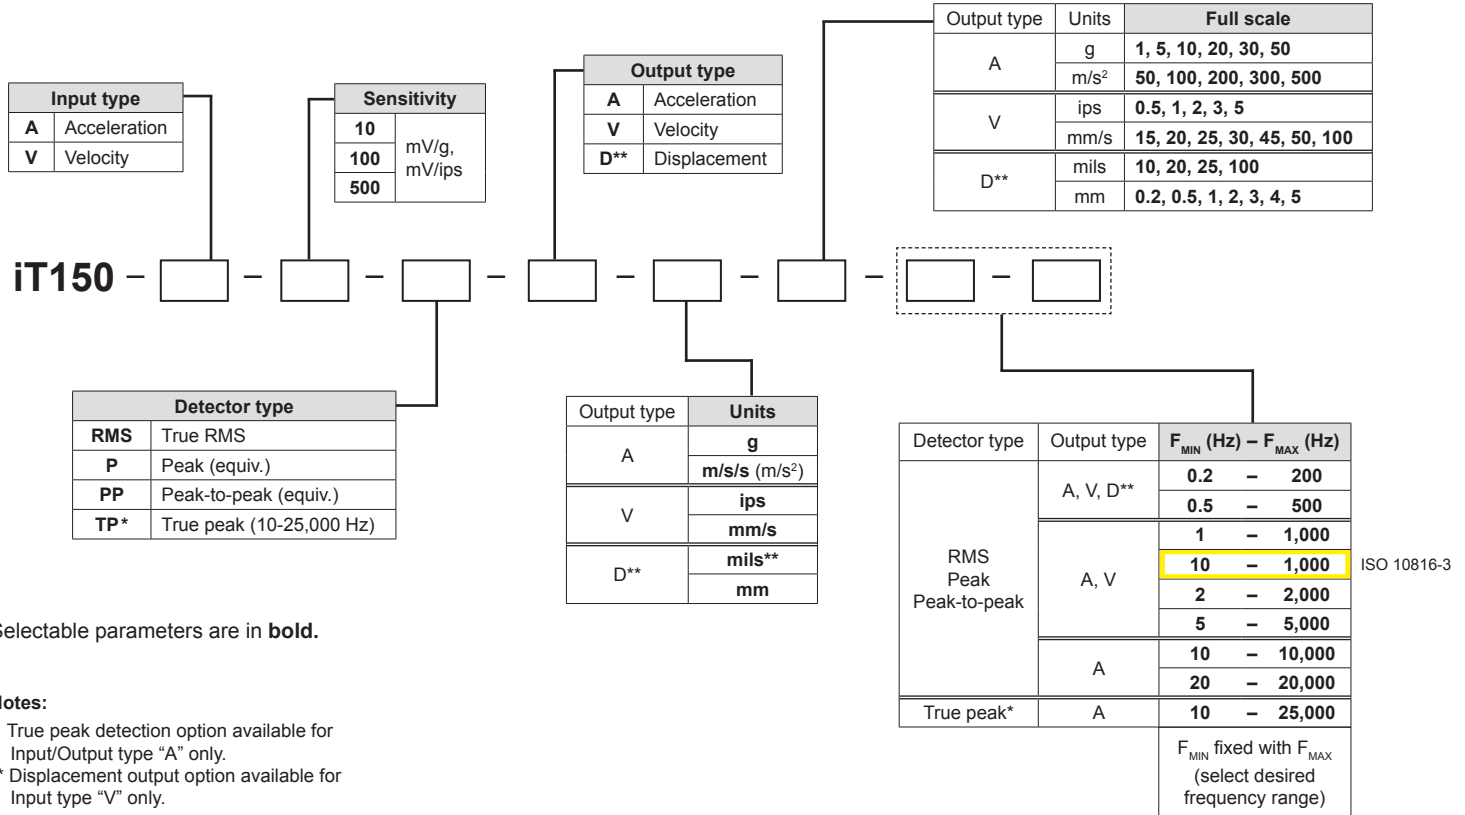 Output type Units Full scale
A g 1, 5, 10, 20, 30, 50
m/s² 50, 100, 200, 300, 500
V ips 0.5, 1, 2, 3, 5
mm/s 15, 20, 25, 30, 45, 50, 100
D** mils 10, 20, 25, 100
mm 0.2, 0.5, 1, 2, 3, 4, 5
Input type
A Acceleration
V Velocity
Sensitivity
10
100
500
mV/g,
mV/ips
Output type
A Acceleration
V Velocity
D** Displacement
iT150 – – – – – – – –
Detector type
RMS True RMS
P Peak (equiv.)
PP Peak-to-peak (equiv.)
TP* True peak (10-25,000 Hz)
Output type Units
A g
m/s/s (m/s²)
V ips
mm/s
D** mils**
mm
Detector type Output type FMIN (Hz) – FMAX (Hz)
RMS
Peak
Peak-to-peak
A, V, D** 0.2 – 200
0.5 – 500
A, V 1 – 1,000
10 – 1,000 ISO 10816-3
2 – 2,000
5 – 5,000
A 10 – 10,000
20 – 20,000
True peak* A 10 – 25,000
FMIN fixed with FMAX
(select desired
frequency range)
Selectable parameters are in bold.
Notes:
True peak detection option available for
Input/Output type “A” only.
* Displacement output option available for
Input type “V” only.